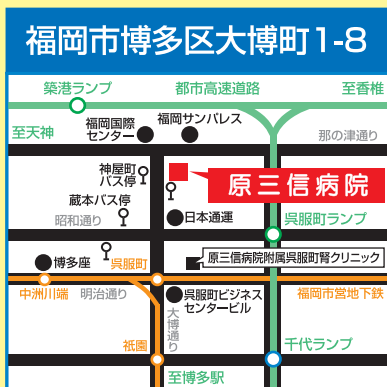 福岡市博多区大博町1-8
築港ランプ
都市高速道路
至香椎
福岡サンパレス
福岡国際
センター
至天神
那の津通り
神屋町
バス停
原三信病院
蔵本バス停
昭和通り
日本通運
呉服町ランプ
博多座
呉服町
原三信病院附属呉服町腎クリニック
中洲川端
明治通り
呉服町ビジネス
センタービル
福岡市営地下鉄
大博通り
祇園
千代ランプ
至博多駅